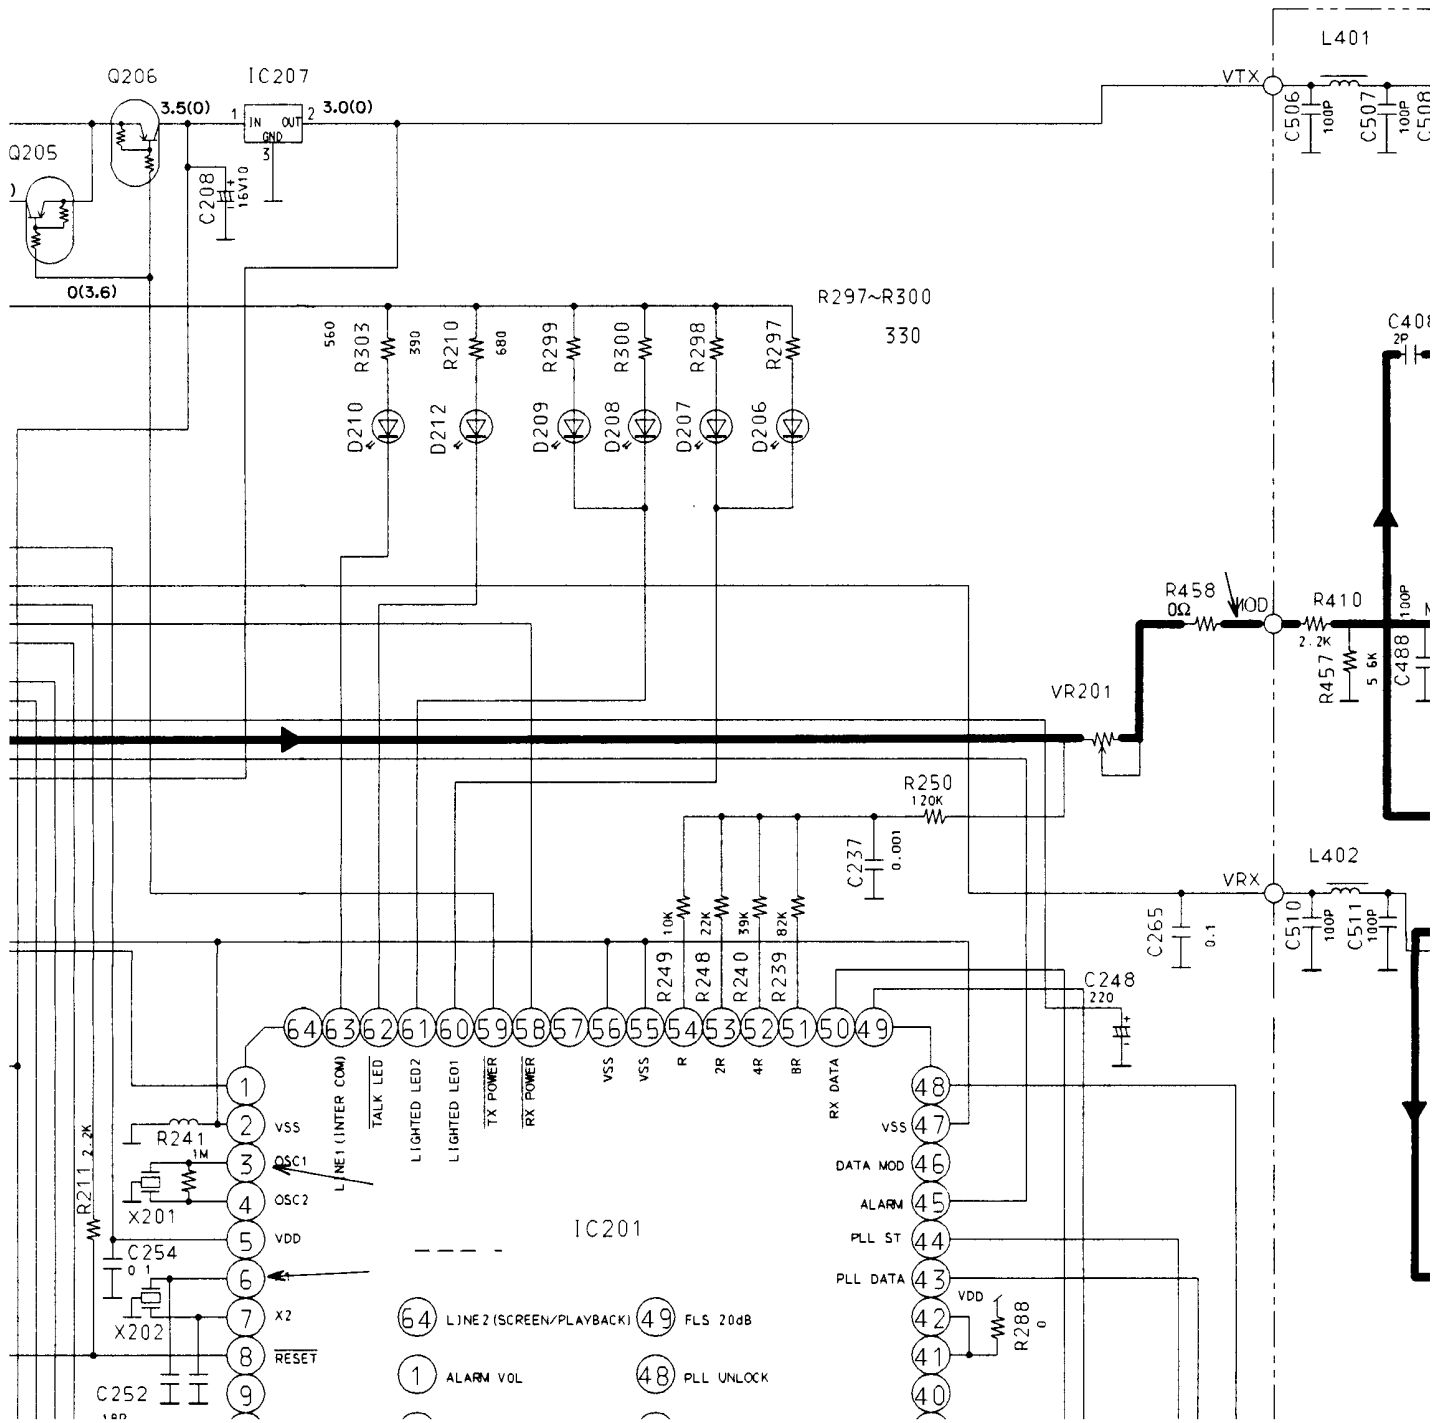 L401
Q206
IC207
VTX
3.5(0)
1
IN
OUT
2
3.0(0)
GND
3
C506
100P
C507
100P
C508
Q205
)
C208
+
16V10
0(3.6)
R297~R300
330
560
R303
390
R210
680
R299
R300
R298
R297
C408
2P
D210
D212
D209
D208
D207
D206
R458
0Ω
MOD
R410
2.2K
100P
R457
5.6K
C488
VR201
R250
120K
C237
0.001
L402
VRX
C510
100P
C511
100P
C265
0.1
10K
22K
39K
82K
R249
R248
R240
R239
C248
220
+
64
63
62
61
60
59
58
57
56
55
54
53
52
51
50
49
LINE1 (INTER COM)
TALK LED
LIGHTED LED2
LIGHTED LED1
TX POWER
RX POWER
VSS
VSS
R
2R
4R
8R
RX DATA
1
48
2
VSS
VSS
47
R241
1M
R211
2.2K
3
OSC1
DATA MOD
46
X201
4
OSC2
ALARM
45
IC201
5
VDD
PLL ST
44
C254
0.1
6
PLL DATA
43
X202
7
X2
VDD
42
R288
0
64
LINE2 (SCREEN/PLAYBACK)
49
FLS 20dB
8
RESET
41
1
ALARM VOL
48
PLL UNLOCK
C252
9
40
18P